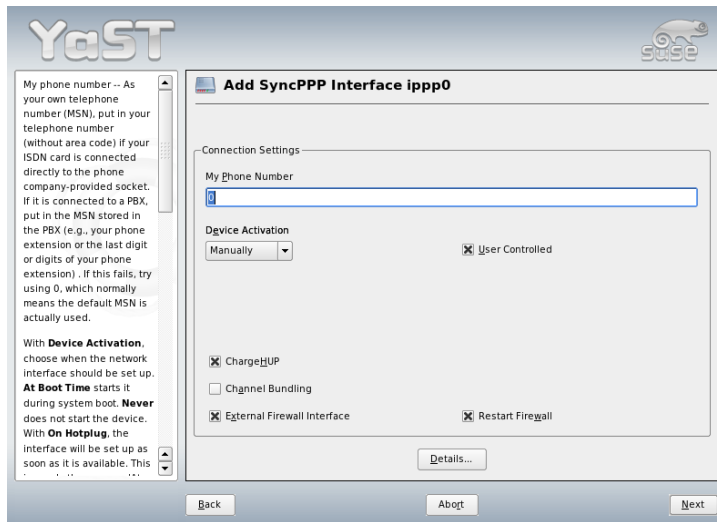 YaST
SUSE
My phone number -- As
your own telephone
number (MSN), put in your
telephone number
(without area code) if your
ISDN card is connected
directly to the phone
company-provided socket.
If it is connected to a PBX,
put in the MSN stored in
the PBX (e.g., your phone
extension or the last digit
or digits of your phone
extension) . If this fails, try
using 0, which normally
means the default MSN is
actually used.
With Device Activation,
choose when the network
interface should be set up.
At Boot Time starts it
during system boot. Never
does not start the device.
With On Hotplug, the
interface will be set up as
soon as it is available. This
Add SyncPPP Interface ippp0
Connection Settings
My Phone Number
0
Device Activation
Manually
User Controlled
ChargeHUP
Channel Bundling
External Firewall Interface
Restart Firewall
Details...
Back
Abort
Next